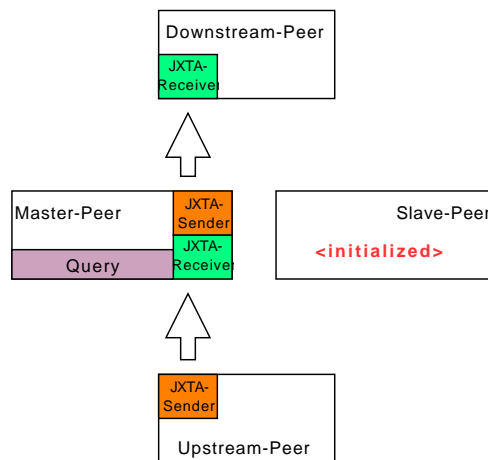 Downstream-Peer
JXTA-
Receiver
Master-Peer
JXTA-
Sender
JXTA-
Receiver
Query
Slave-Peer
<initialized>
JXTA-
Sender
Upstream-Peer